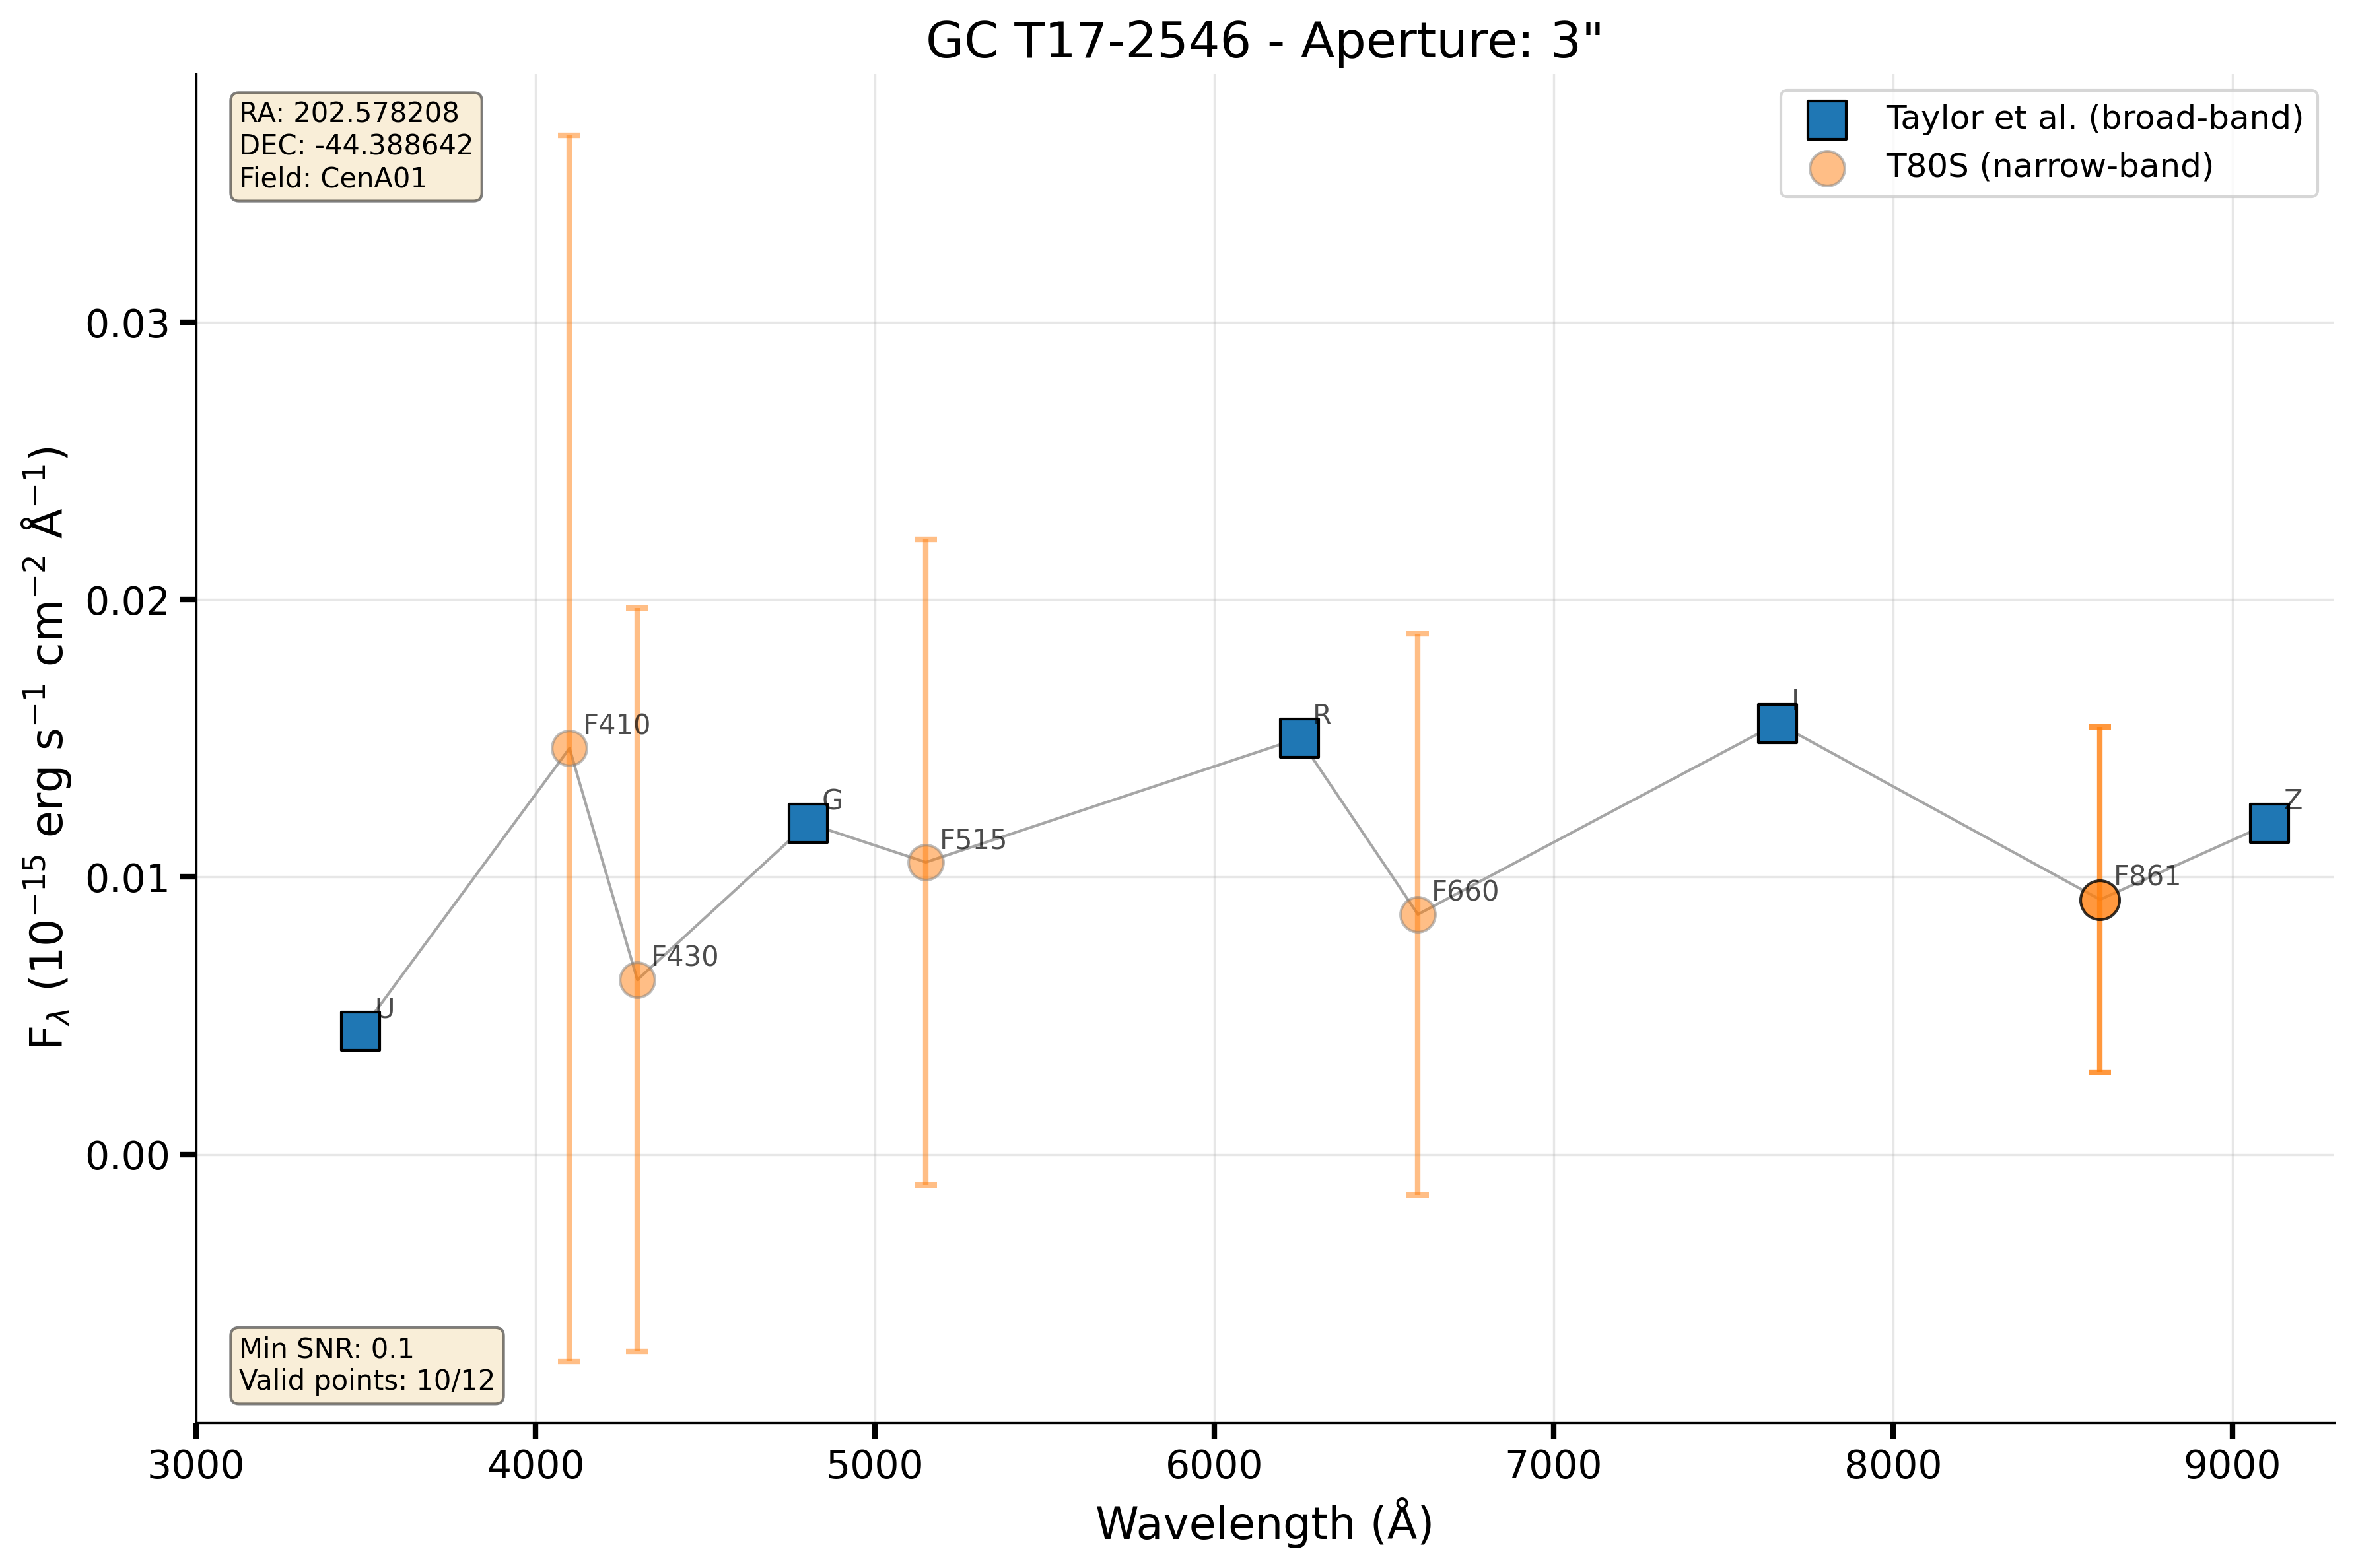 GC T17-2546 - Aperture: 3"
RA: 202.578208
DEC: -44.388642
Field: CenA01
Taylor et al. (broad-band)
T80S (narrow-band)
F$_{\lambda}$ (10$^{-15}$ erg s$^{-1}$ cm$^{-2}$ Å$^{-1}$)
0.03
0.02
0.01
0.00
U
F410
F430
G
F515
R
F660
I
F861
Z
Min SNR: 0.1
Valid points: 10/12
3000 4000 5000 6000 7000 8000 9000
Wavelength (Å)